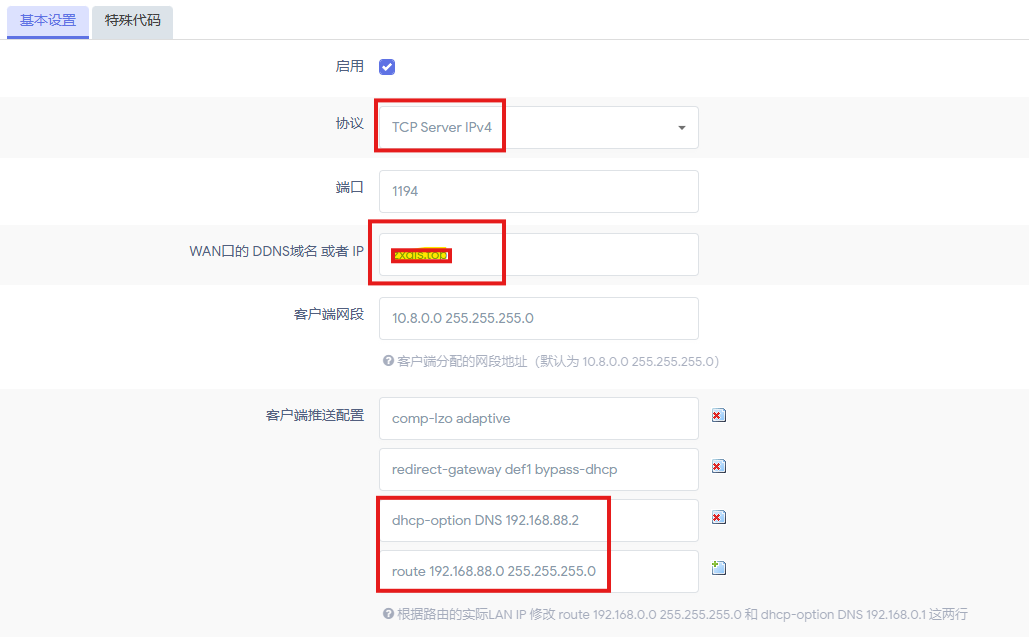 基本设置 特殊代码
启用
协议 TCP Server IPv4
端口 1194
WAN口的 DDNS域名 或者 IP
客户端网段 10.8.0.0 255.255.255.0
客户端分配的网段地址（默认为 10.8.0.0 255.255.255.0）
客户端推送配置 comp-lzo adaptive
redirect-gateway def1 bypass-dhcp
dhcp-option DNS 192.168.88.2
route 192.168.88.0 255.255.255.0
根据路由的实际LAN IP 修改 route 192.168.0.0 255.255.255.0 和 dhcp-option DNS 192.168.0.1 这两行